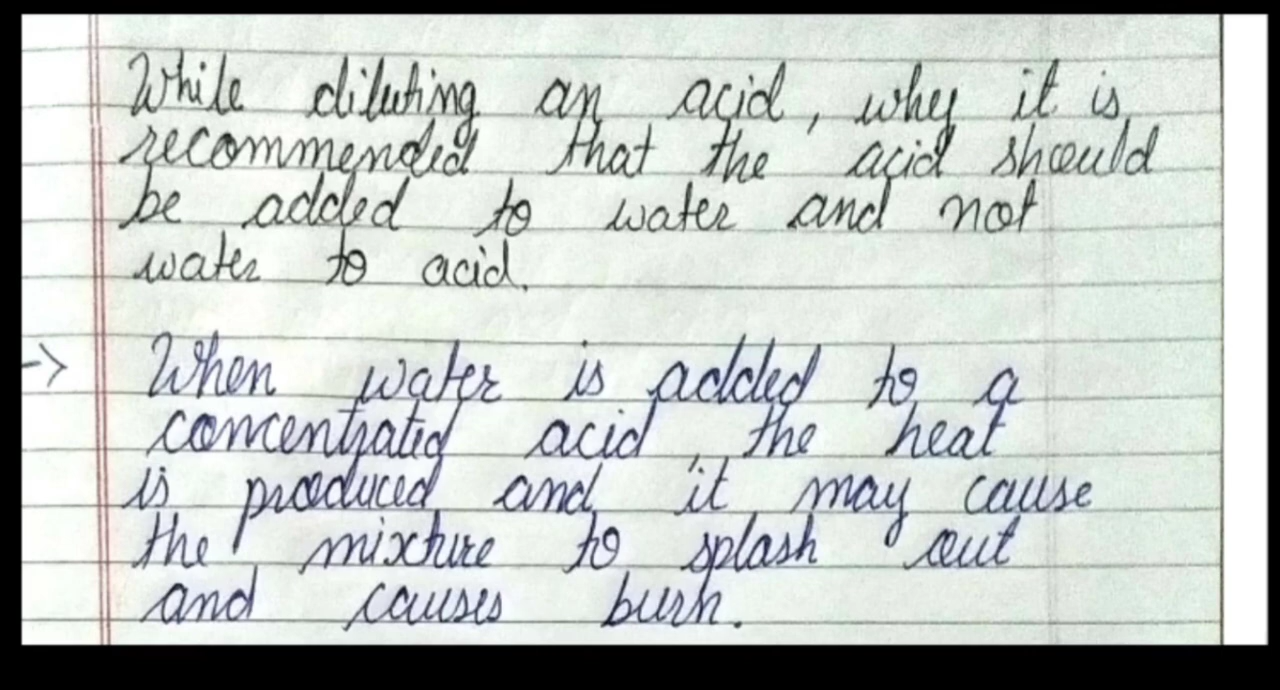 While diluting an acid, why it is
recommended that the acid should
be added to water and not
water to acid.
-> When water is added to a
concentrated acid, the heat
is produced and it may cause
the mixture to splash out
and causes burn.